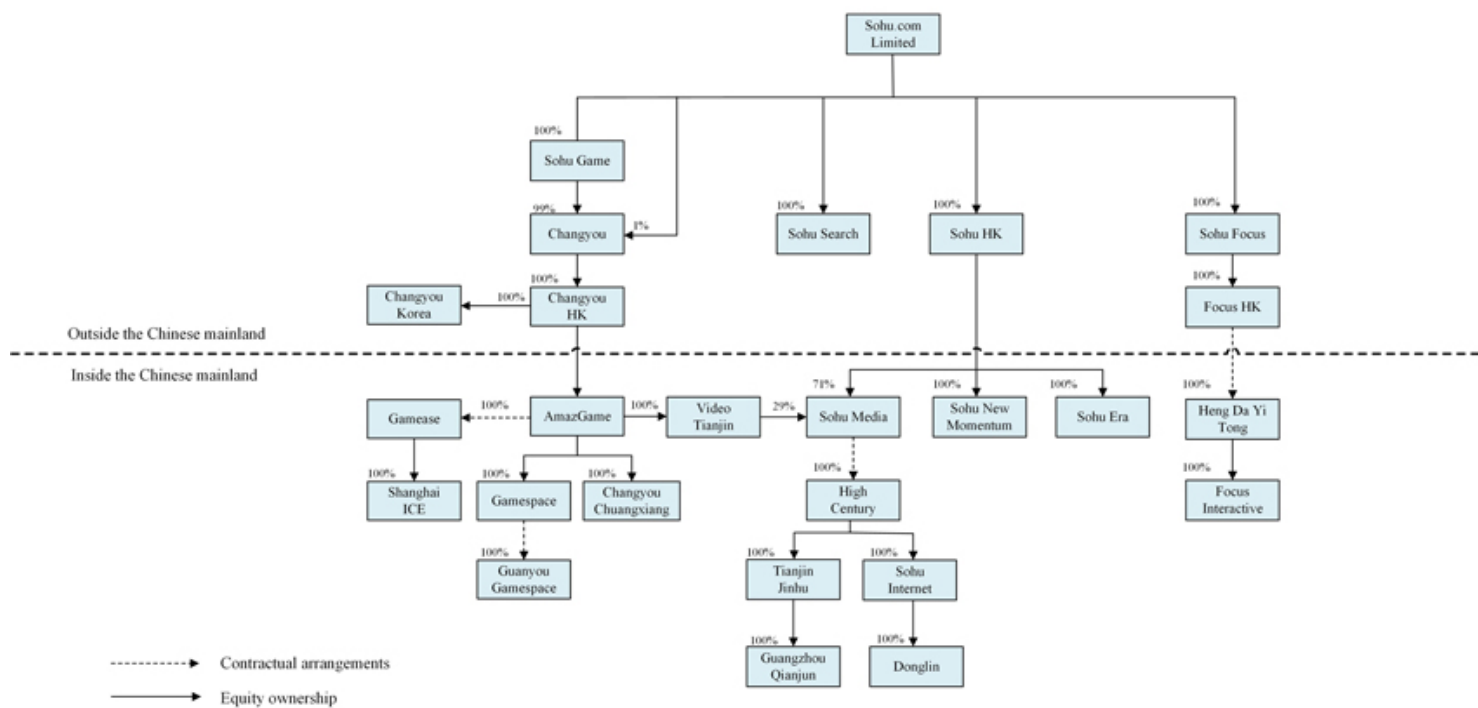 Sohu.com
Limited
100%
Sohu Game
99%
Changyou
1%
100%
Sohu Search
100%
Sohu HK
100%
Sohu Focus
100%
Changyou
HK
100%
Changyou
Korea
100%
Focus HK
Outside the Chinese mainland
Inside the Chinese mainland
Gamease
100%
AmazGame
100%
Video
Tianjin
29%
71%
Sohu Media
100%
Sohu New
Momentum
100%
Sohu Era
100%
Heng Da Yi
Tong
100%
Shanghai
ICE
100%
Gamespace
100%
Changyou
Chuangxiang
100%
High
Century
100%
Focus
Interactive
100%
Guanyou
Gamespace
100%
Tianjin
Jinhu
100%
Sohu
Internet
100%
Guangzhou
Qianjun
100%
Donglin
Contractual arrangements
Equity ownership